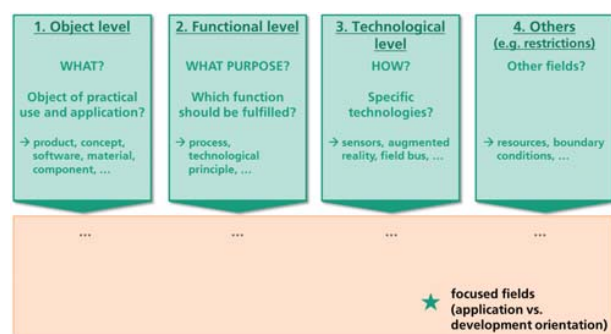 1. Object level
WHAT?
Object of practical
use and application?
→ product, concept,
software, material,
component, ...
2. Functional level
WHAT PURPOSE?
Which function
should be fulfilled?
→ process,
technological
principle, ...
3. Technological
level
HOW?
Specific
technologies?
→ sensors, augmented
reality, field bus, ...
4. Others
(e.g. restrictions)
Other fields?
→ resources, boundary
conditions, ...
...
...
...
...
focused fields
(application vs.
development orientation)